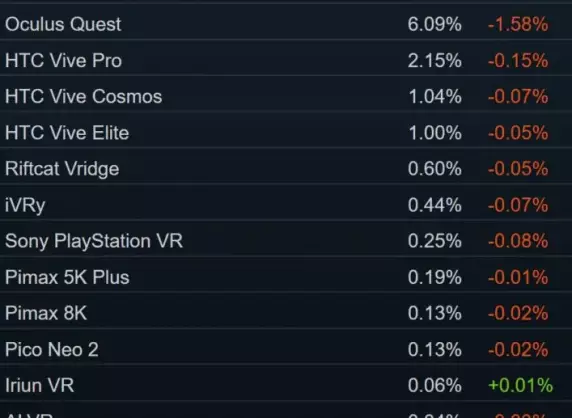 Oculus Quest 6.09% -1.58%
HTC Vive Pro 2.15% -0.15%
HTC Vive Cosmos 1.04% -0.07%
HTC Vive Elite 1.00% -0.05%
Riftcat Vridge 0.60% -0.05%
iVRy 0.44% -0.07%
Sony PlayStation VR 0.25% -0.08%
Pimax 5K Plus 0.19% -0.01%
Pimax 8K 0.13% -0.02%
Pico Neo 2 0.13% -0.02%
Iriun VR 0.06% +0.01%